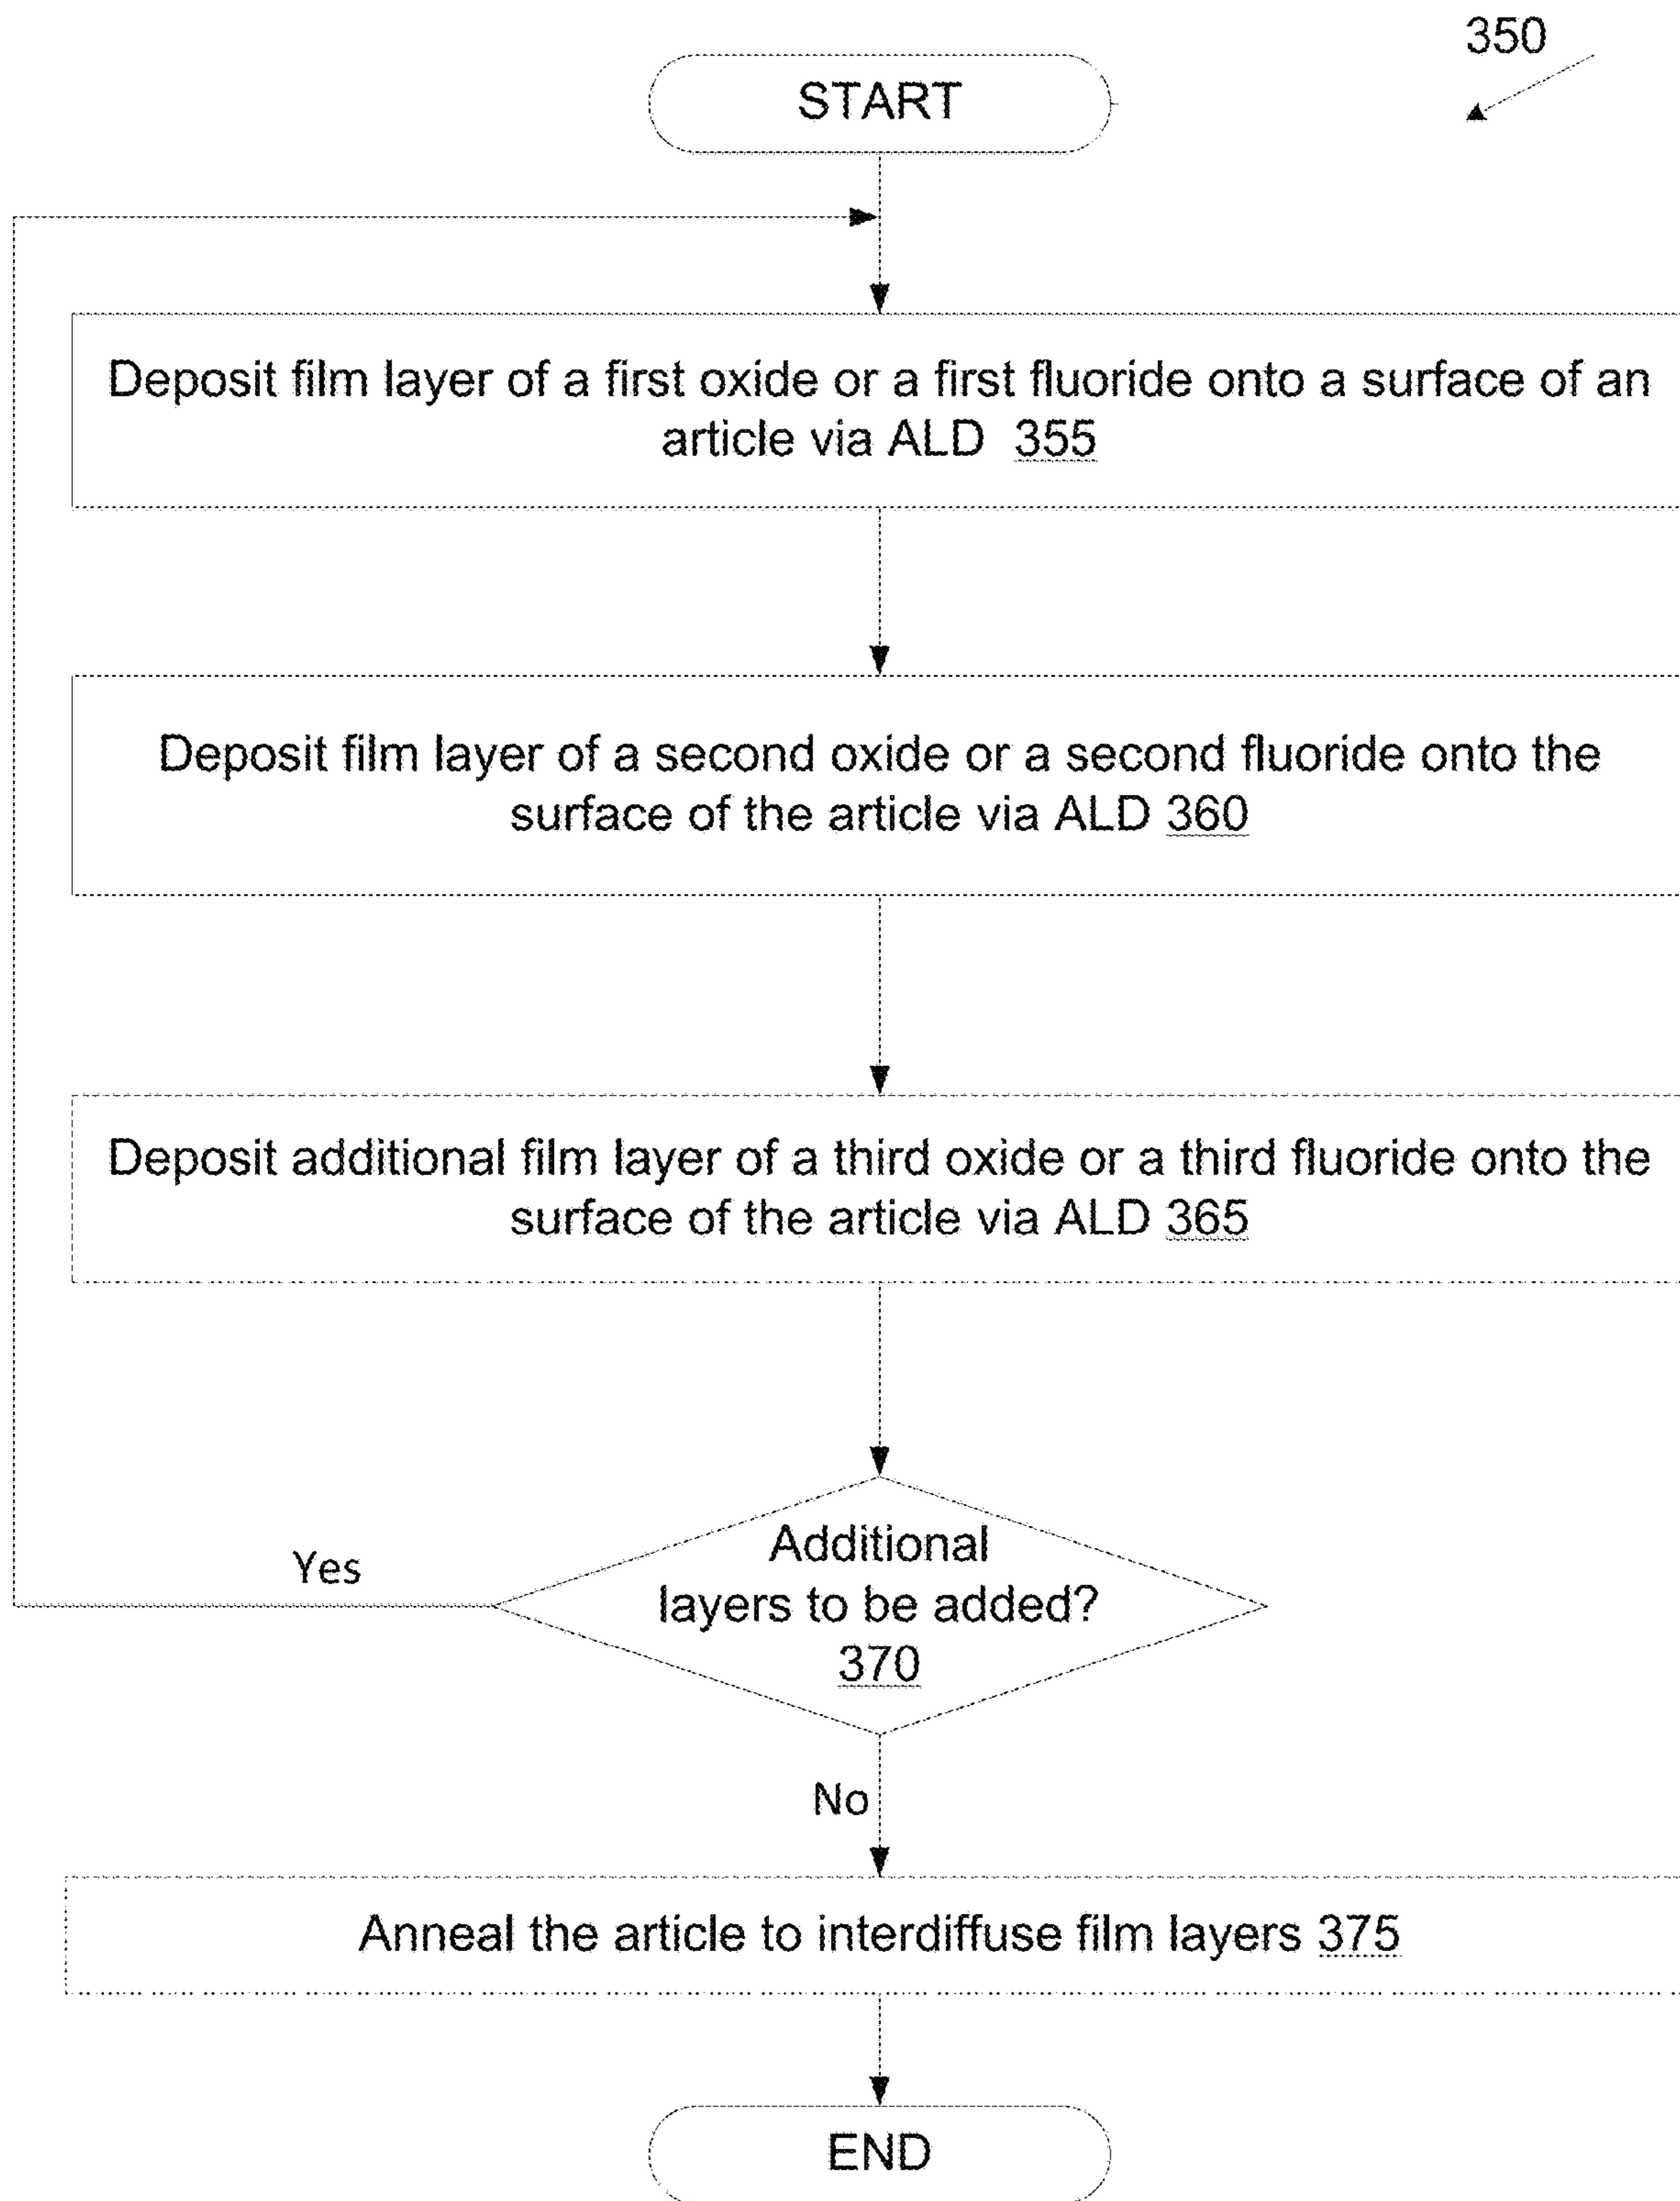 350
START
Deposit film layer of a first oxide or a first fluoride onto a surface of an
article via ALD 355
Deposit film layer of a second oxide or a second fluoride onto the
surface of the article via ALD 360
Deposit additional film layer of a third oxide or a third fluoride onto the
surface of the article via ALD 365
Additional
layers to be added?
370
Yes
No
Anneal the article to interdiffuse film layers 375
END